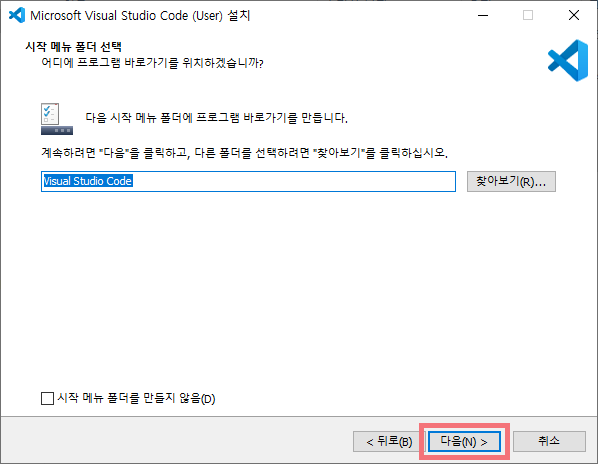 Microsoft Visual Studio Code (User) 설치
시작 메뉴 폴더 선택
어디에 프로그램 바로가기를 위치하겠습니까?
다음 시작 메뉴 폴더에 프로그램 바로가기를 만듭니다.
계속하려면 "다음"을 클릭하고, 다른 폴더를 선택하려면 "찾아보기"를 클릭하십시오.
Visual Studio Code 찾아보기(R)...
시작 메뉴 폴더를 만들지 않음(D)
< 뒤로(B) 다음(N) > 취소